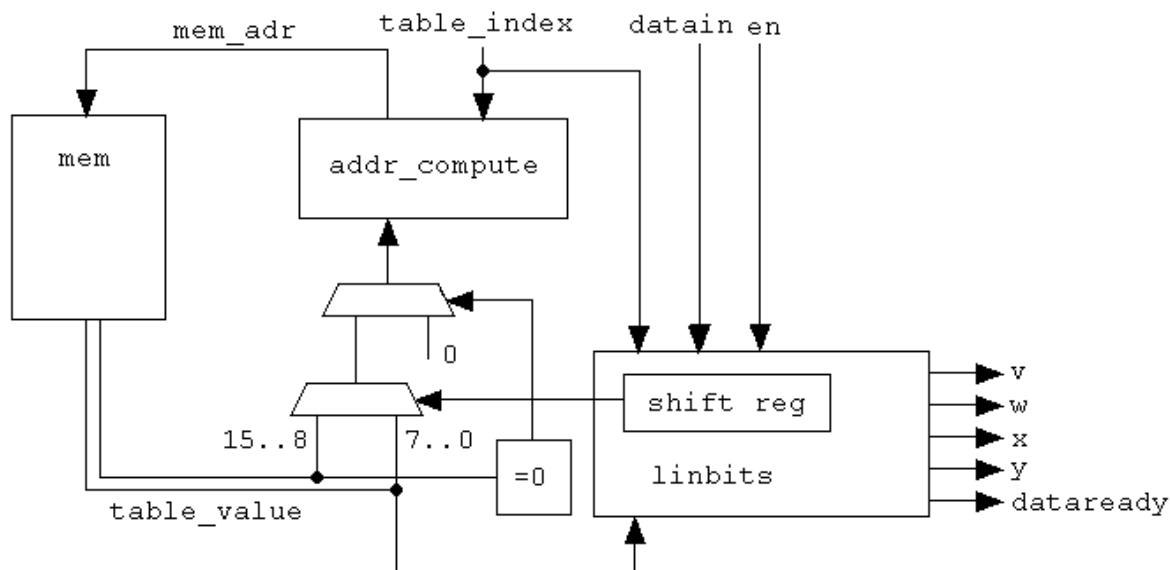 table_index
datain en
mem_adr
mem
addr_compute
0
shift reg
15..8
7..0
=0
linbits
table_value
v
w
x
y
dataready